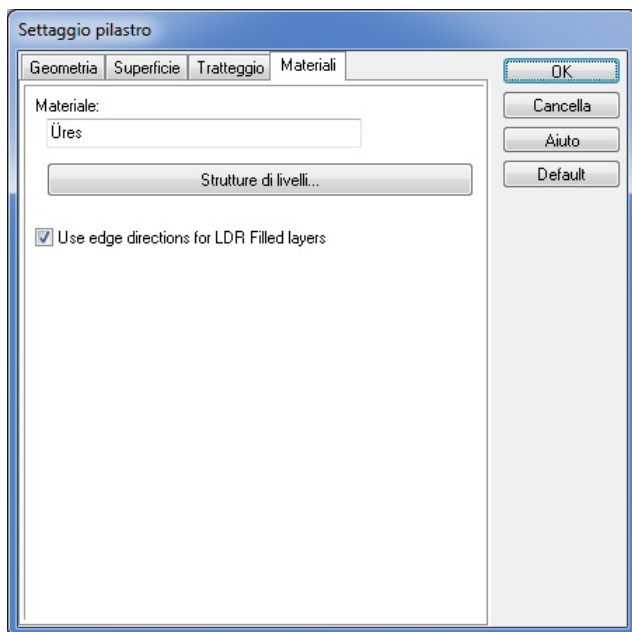 Settaggio pilastro
Geometria Superficie Tratteggio Materiali
Materiale:
Üres
Strutture di livelli...
Use edge directions for LDR Filled layers
OK
Cancella
Aiuto
Default